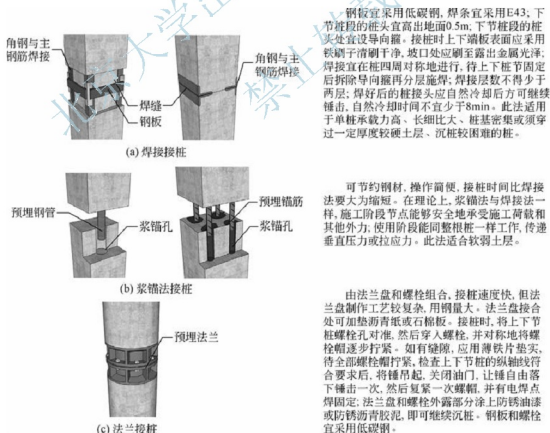 钢板宜采用低碳钢,焊条宜采用E43;下
节桩段的桩头宜高出地面0.5m;下节桩段的桩
头处宜设导向箍。接桩时上下端板表面应采用
铁刷子清刷干净,坡口处应刷至露出金属光泽;
焊接宜在桩四周对称地进行,待上下桩节固定
后拆除导向箍再分层施焊;焊接层数不得少于
两层;焊好后的桩接头应自然冷却后方可继续
锤击,自然冷却时间不宜少于8min。此法适用
于单桩承载力高、长细比大、桩基密集或须穿
过一定厚度较硬土层、沉桩较困难的桩。
角钢与主
钢筋焊接
角钢与主
钢筋焊接
焊缝
钢板
(a) 焊接接桩
可节约钢材,操作简便,接桩时间比焊接
法要大为缩短。在理论上,浆锚法与焊接法一
样,施工阶段节点能够安全地承受施工荷载和
其他外力;使用阶段能同整根桩一样工作,传递
垂直压力或拉应力。此法适合软弱土层。
预埋钢管
浆锚孔
预埋锚筋
浆锚孔
(b) 浆锚法接桩
由法兰盘和螺栓组合,接桩速度快,但法
兰盘制作工艺较复杂,用钢量大。法兰盘接合
处可加垫沥青纸或石棉板。接桩时,将上下节
桩螺栓孔对准,然后穿入螺栓,并对称地将螺
栓帽逐步拧紧。如有缝隙,应用薄铁片垫实,
待全部螺栓帽拧紧,检查上下节桩的纵轴线符
合要求后,将锤吊起,关闭油门,让锤自由落
下锤击一次,然后复紧一次螺帽,并有电焊点
焊固定;法兰盘和螺栓外露部分涂上防锈油漆
或防锈沥青胶泥,即可继续沉桩。钢板和螺栓
宜采用低碳钢。
预埋法兰
(c) 法兰接桩